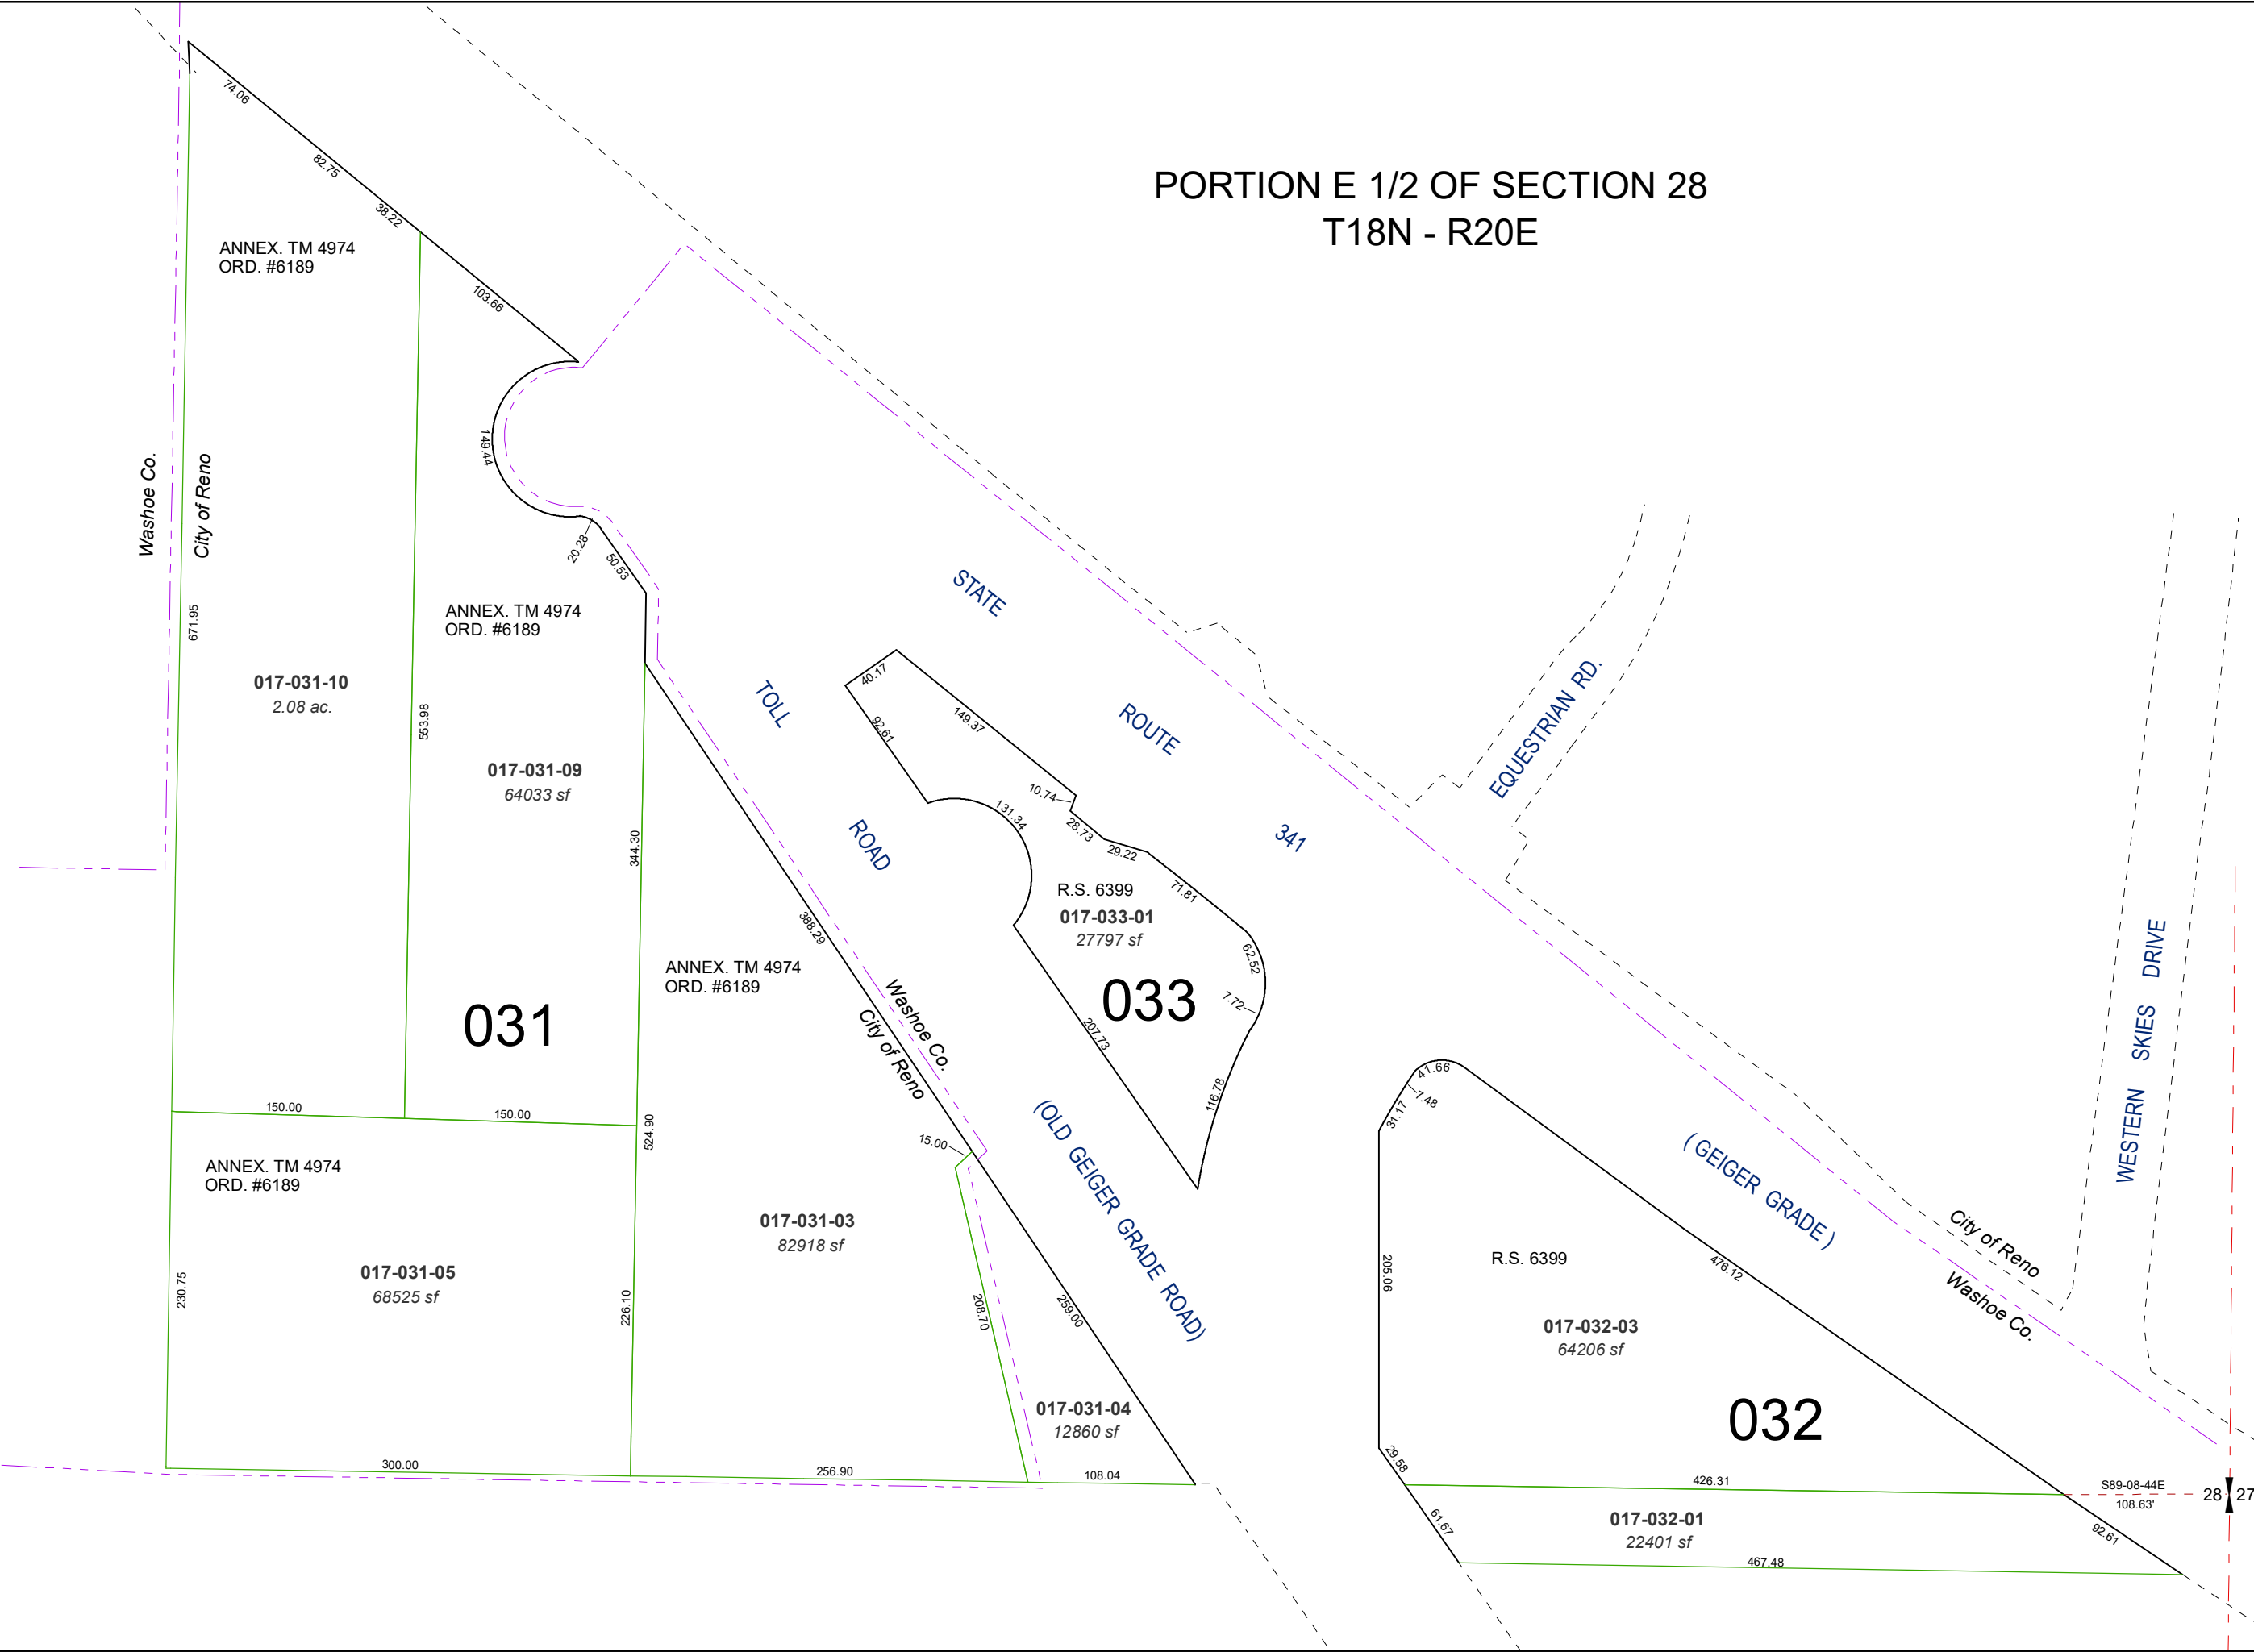 PORTION E 1/2 OF SECTION 28
T18N - R20E
74.06
82.75
38.22
103.66
ANNEX. TM 4974
ORD. #6189
149.44
20.28
50.53
Washoe Co.
City of Reno
671.95
ANNEX. TM 4974
ORD. #6189
017-031-10
2.08 ac.
553.98
017-031-09
64033 sf
344.30
031
150.00
150.00
524.90
ANNEX. TM 4974
ORD. #6189
388.29
Washoe Co.
City of Reno
15.00
ANNEX. TM 4974
ORD. #6189
017-031-05
68525 sf
230.75
226.10
300.00
017-031-03
82918 sf
208.70
259.00
256.90
017-031-04
12860 sf
108.04
TOLL
ROAD
(OLD GEIGER GRADE ROAD)
STATE
ROUTE
341
( GEIGER GRADE )
EQUESTRIAN RD.
WESTERN SKIES DRIVE
40.17
92.61
149.37
10.74
28.73
29.22
71.81
131.34
R.S. 6399
017-033-01
27797 sf
033
62.52
7.72
207.73
116.78
41.66
7.48
31.17
205.06
R.S. 6399
476.12
017-032-03
64206 sf
032
29.58
426.31
61.67
017-032-01
22401 sf
467.48
92.61
S89-08-44E
108.63'
28
27
City of Reno
Washoe Co.